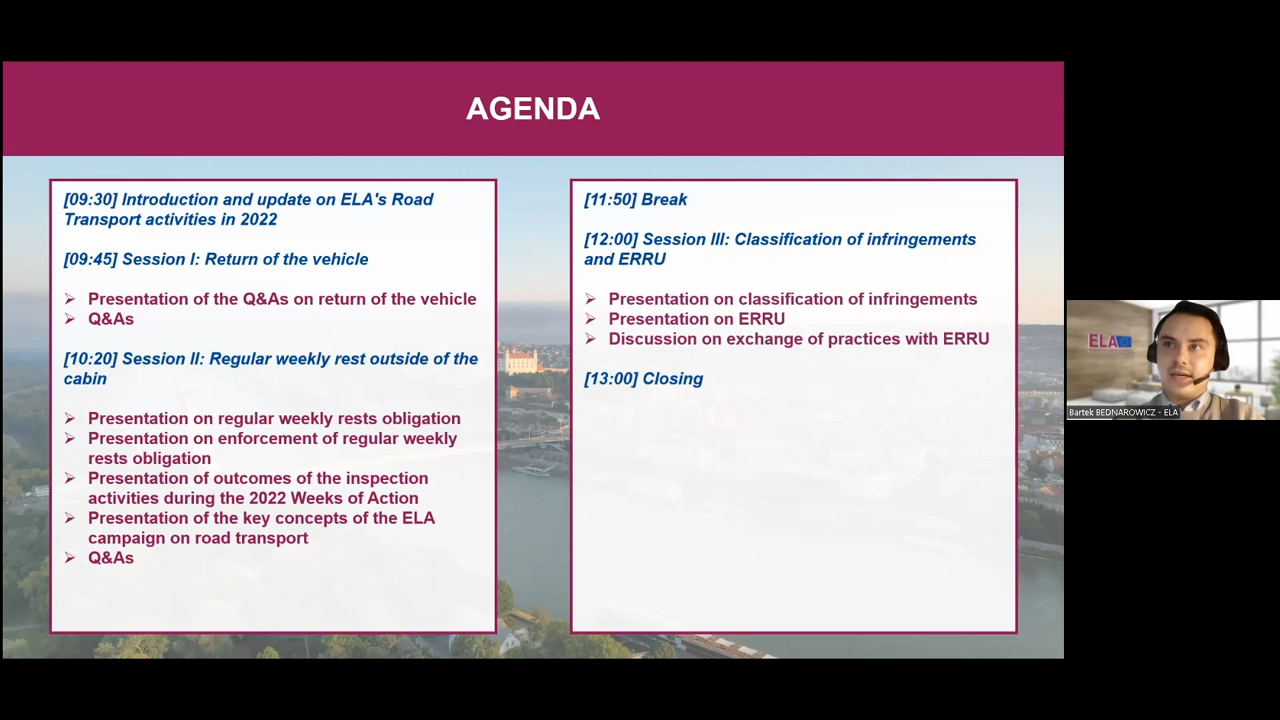 AGENDA
[09:30] Introduction and update on ELA's Road
Transport activities in 2022
[09:45] Session I: Return of the vehicle
Presentation of the Q&As on return of the vehicle
Q&As
[10:20] Session II: Regular weekly rest outside of the
cabin
Presentation on regular weekly rests obligation
Presentation on enforcement of regular weekly
rests obligation
Presentation of outcomes of the inspection
activities during the 2022 Weeks of Action
Presentation of the key concepts of the ELA
campaign on road transport
Q&As
[11:50] Break
[12:00] Session III: Classification of infringements
and ERRU
Presentation on classification of infringements
Presentation on ERRU
Discussion on exchange of practices with ERRU
[13:00] Closing
ELA
Bartek BEDNAROWICZ - ELA